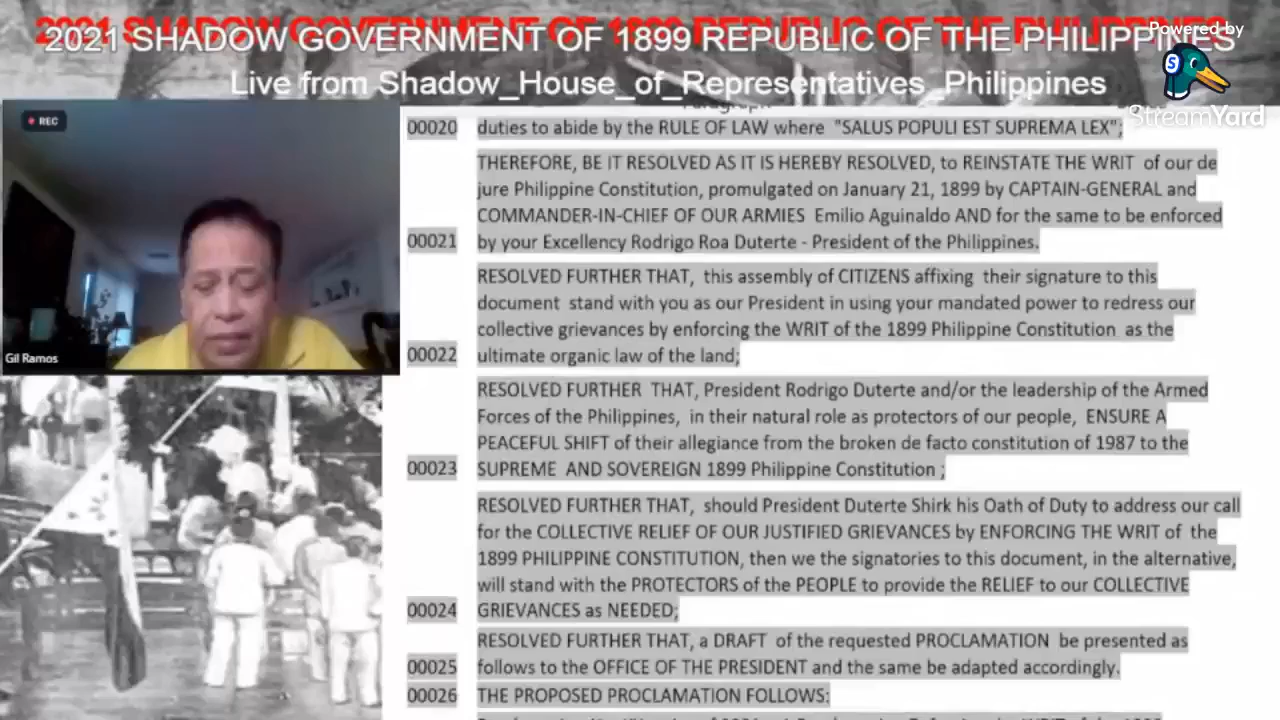 2021 SHADOW GOVERNMENT OF 1899 REPUBLIC OF THE PHILIPPINES
Powered by
Live from Shadow_House_of_Representatives_Philippines
StreamYard
REC
Gil Ramos
00020 duties to abide by the RULE OF LAW where "SALUS POPULI EST SUPREMA LEX";
THEREFORE, BE IT RESOLVED AS IT IS HEREBY RESOLVED, to REINSTATE THE WRIT of our de
jure Philippine Constitution, promulgated on January 21, 1899 by CAPTAIN-GENERAL and
COMMANDER-IN-CHIEF OF OUR ARMIES Emilio Aguinaldo AND for the same to be enforced
00021 by your Excellency Rodrigo Roa Duterte - President of the Philippines.
RESOLVED FURTHER THAT, this assembly of CITIZENS affixing their signature to this
document stand with you as our President in using your mandated power to redress our
collective grievances by enforcing the WRIT of the 1899 Philippine Constitution as the
00022 ultimate organic law of the land;
RESOLVED FURTHER THAT, President Rodrigo Duterte and/or the leadership of the Armed
Forces of the Philippines, in their natural role as protectors of our people, ENSURE A
PEACEFUL SHIFT of their allegiance from the broken de facto constitution of 1987 to the
00023 SUPREME AND SOVEREIGN 1899 Philippine Constitution ;
RESOLVED FURTHER THAT, should President Duterte Shirk his Oath of Duty to address our call
for the COLLECTIVE RELIEF OF OUR JUSTIFIED GRIEVANCES by ENFORCING THE WRIT of the
1899 PHILIPPINE CONSTITUTION, then we the signatories to this document, in the alternative,
will stand with the PROTECTORS of the PEOPLE to provide the RELIEF to our COLLECTIVE
00024 GRIEVANCES as NEEDED;
RESOLVED FURTHER THAT, a DRAFT of the requested PROCLAMATION be presented as
00025 follows to the OFFICE OF THE PRESIDENT and the same be adapted accordingly.
00026 THE PROPOSED PROCLAMATION FOLLOWS: